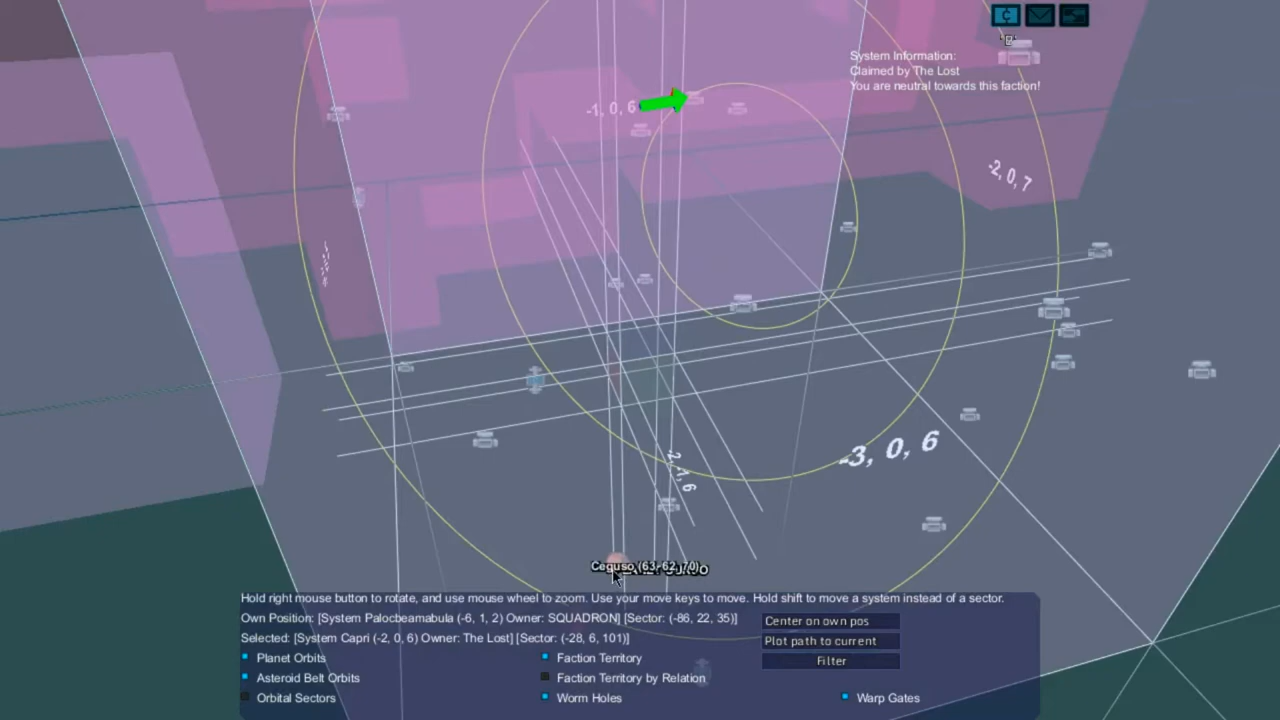 System Information:
Claimed by The Lost
You are neutral towards this faction!
-1, 0, 6
-2, 0, 7
-3, 0, 6
Hold right mouse button to rotate, and use mouse wheel to zoom. Use your move keys to move. Hold shift to move a system instead of a sector.
Own Position: [System Palocbeamabula (-6, 1, 2) Owner: SQUADRON] [Sector: (-86, 22, 35)]
Center on own pos
Selected: [System Capri (-2, 0, 6) Owner: The Lost] [Sector: (-28, 6, 101)]
Plot path to current
Planet Orbits
Faction Territory
Filter
Asteroid Belt Orbits
Faction Territory by Relation
Orbital Sectors
Worm Holes
Warp Gates